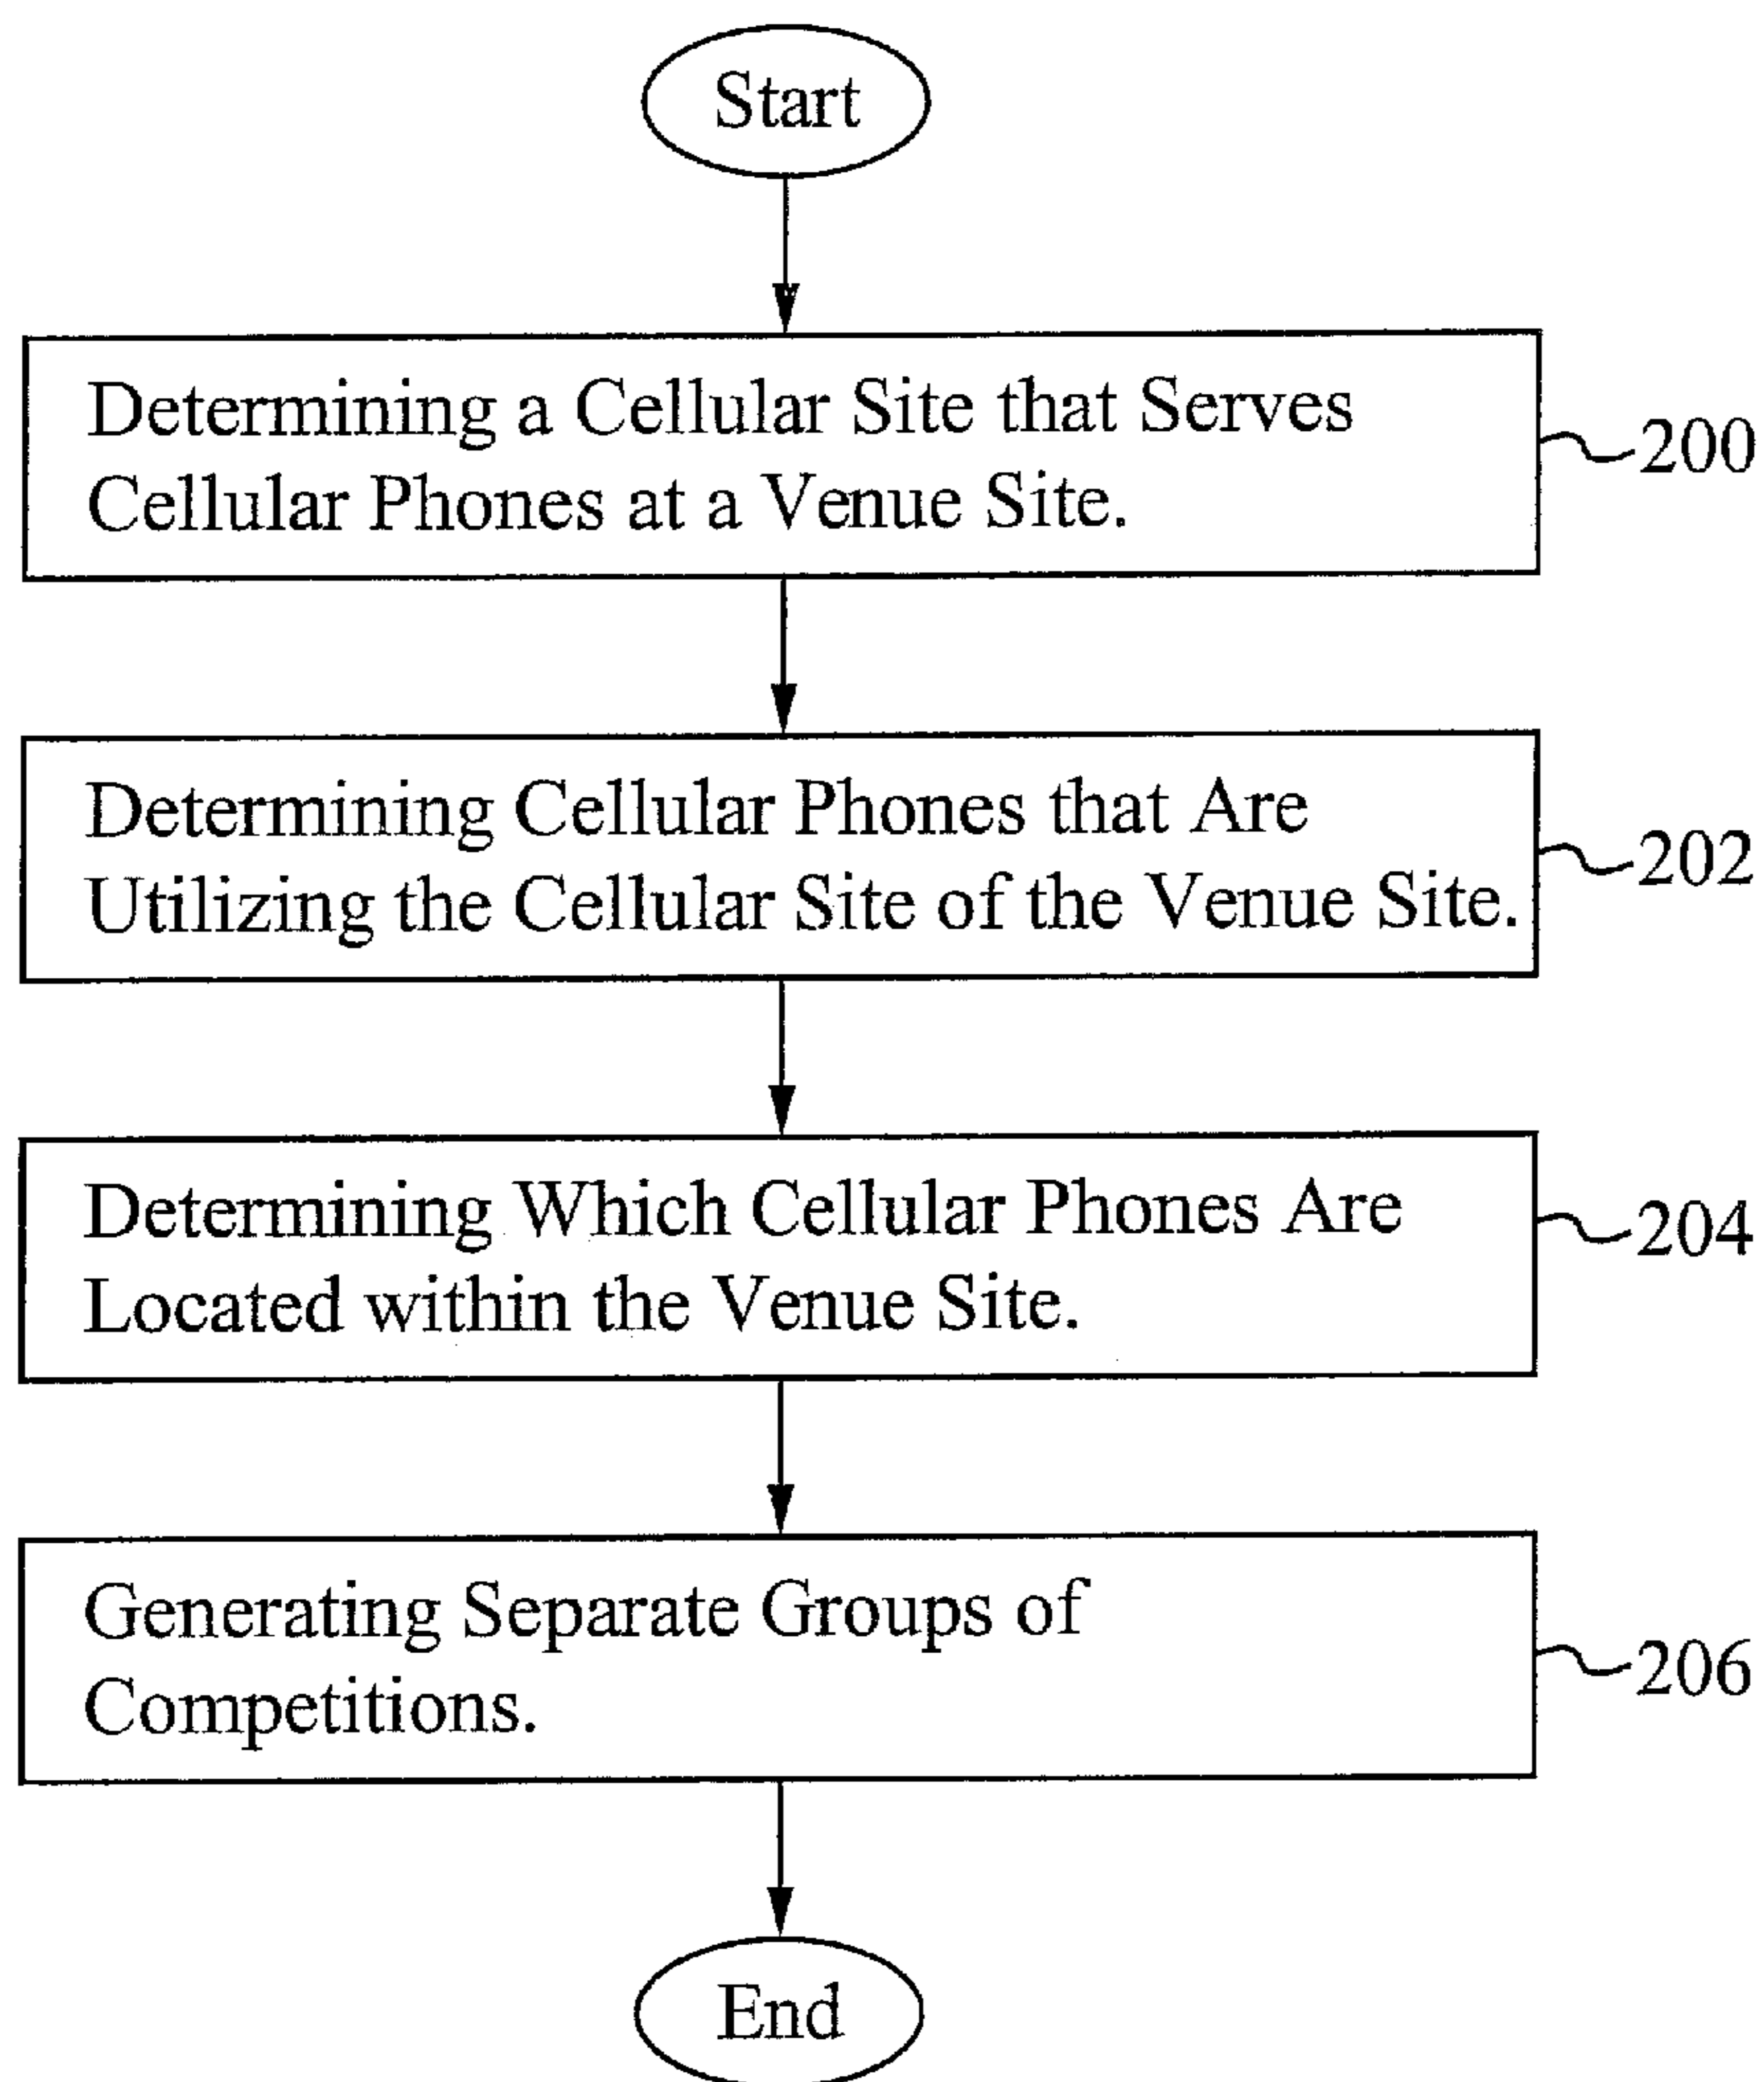 Start
Determining a Cellular Site that Serves
Cellular Phones at a Venue Site.
200
Determining Cellular Phones that Are
Utilizing the Cellular Site of the Venue Site.
202
Determining Which Cellular Phones Are
Located within the Venue Site.
204
Generating Separate Groups of
Competitions.
206
End